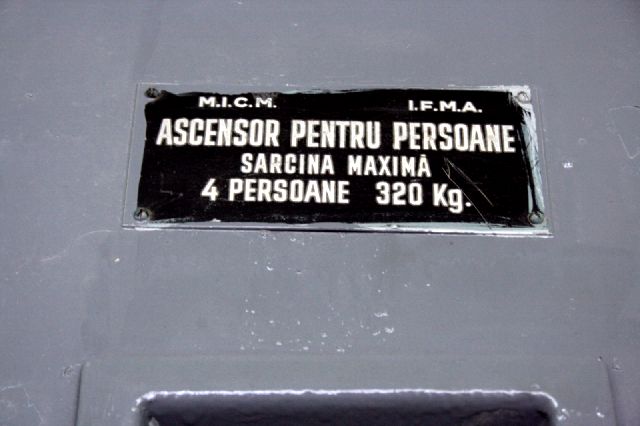 M.I.C.M. I.F.M.A.
ASCENSOR PENTRU PERSOANE
SARCINA MAXIMĂ
4 PERSOANE 320 Kg.